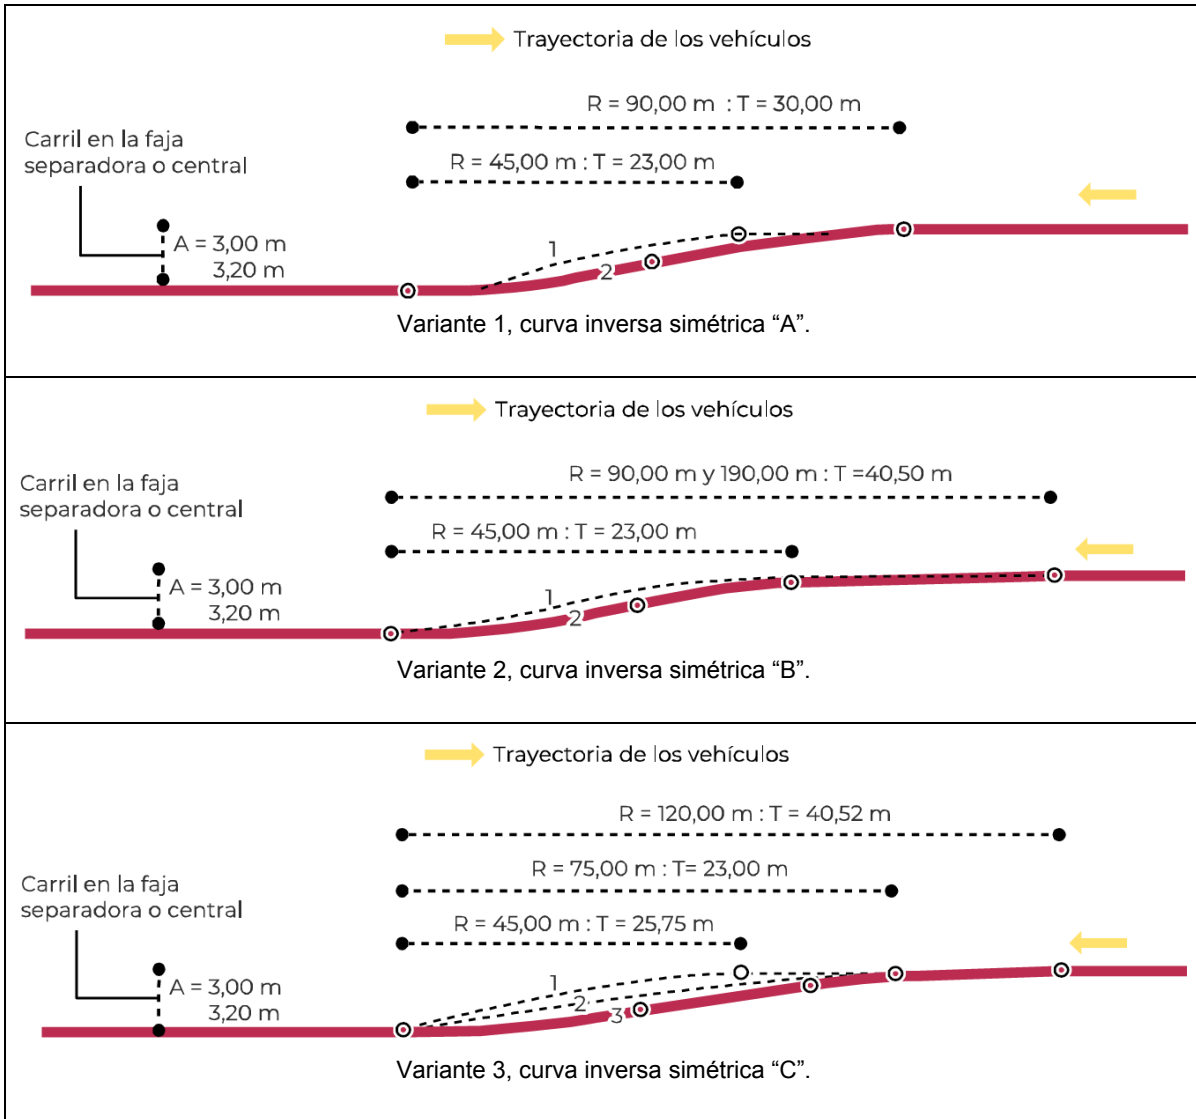 Trayectoria de los vehículos
R = 90,00 m : T = 30,00 m
Carril en la faja
separadora o central
R = 45,00 m : T = 23,00 m
A = 3,00 m
3,20 m
1
2
Variante 1, curva inversa simétrica “A”.
Trayectoria de los vehículos
R = 90,00 m y 190,00 m : T =40,50 m
Carril en la faja
separadora o central
R = 45,00 m : T = 23,00 m
A = 3,00 m
3,20 m
1
2
Variante 2, curva inversa simétrica “B”.
Trayectoria de los vehículos
R = 120,00 m : T = 40,52 m
R = 75,00 m : T= 23,00 m
Carril en la faja
separadora o central
R = 45,00 m : T = 25,75 m
A = 3,00 m
3,20 m
1
2
3
Variante 3, curva inversa simétrica “C”.